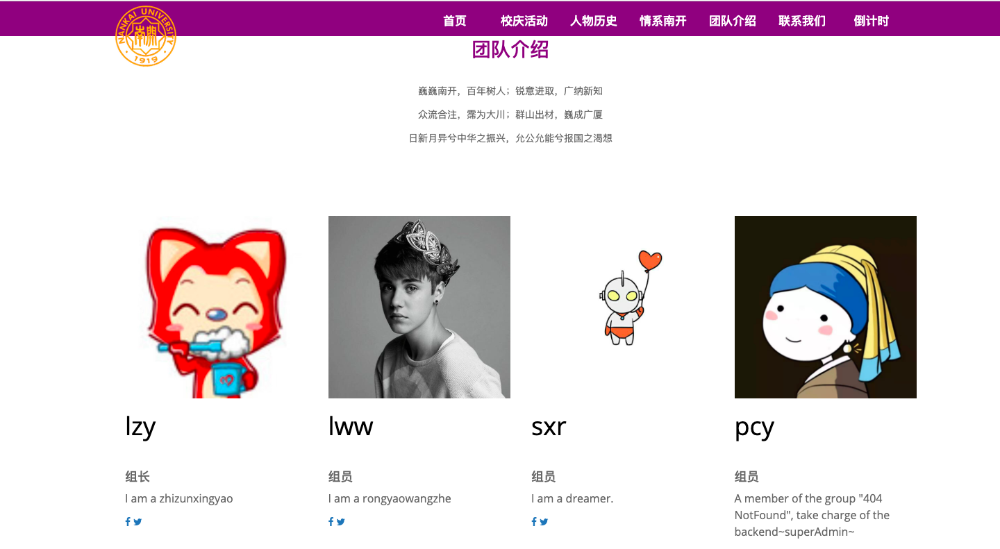 首页 校庆活动 人物历史 情系南开 团队介绍 联系我们 倒计时
NANKAI UNIVERSITY
南開
1919
团队介绍
巍巍南开，百年树人；锐意进取，广纳新知
众流合注，霈为大川；群山出材，巍成广厦
日新月异兮中华之振兴，允公允能兮报国之渴想
lzy
组长
I am a zhizunxingyao
lww
组员
I am a rongyaowangzhe
sxr
组员
I am a dreamer.
pcy
组员
A member of the group "404
NotFound", take charge of the
backend~superAdmin~